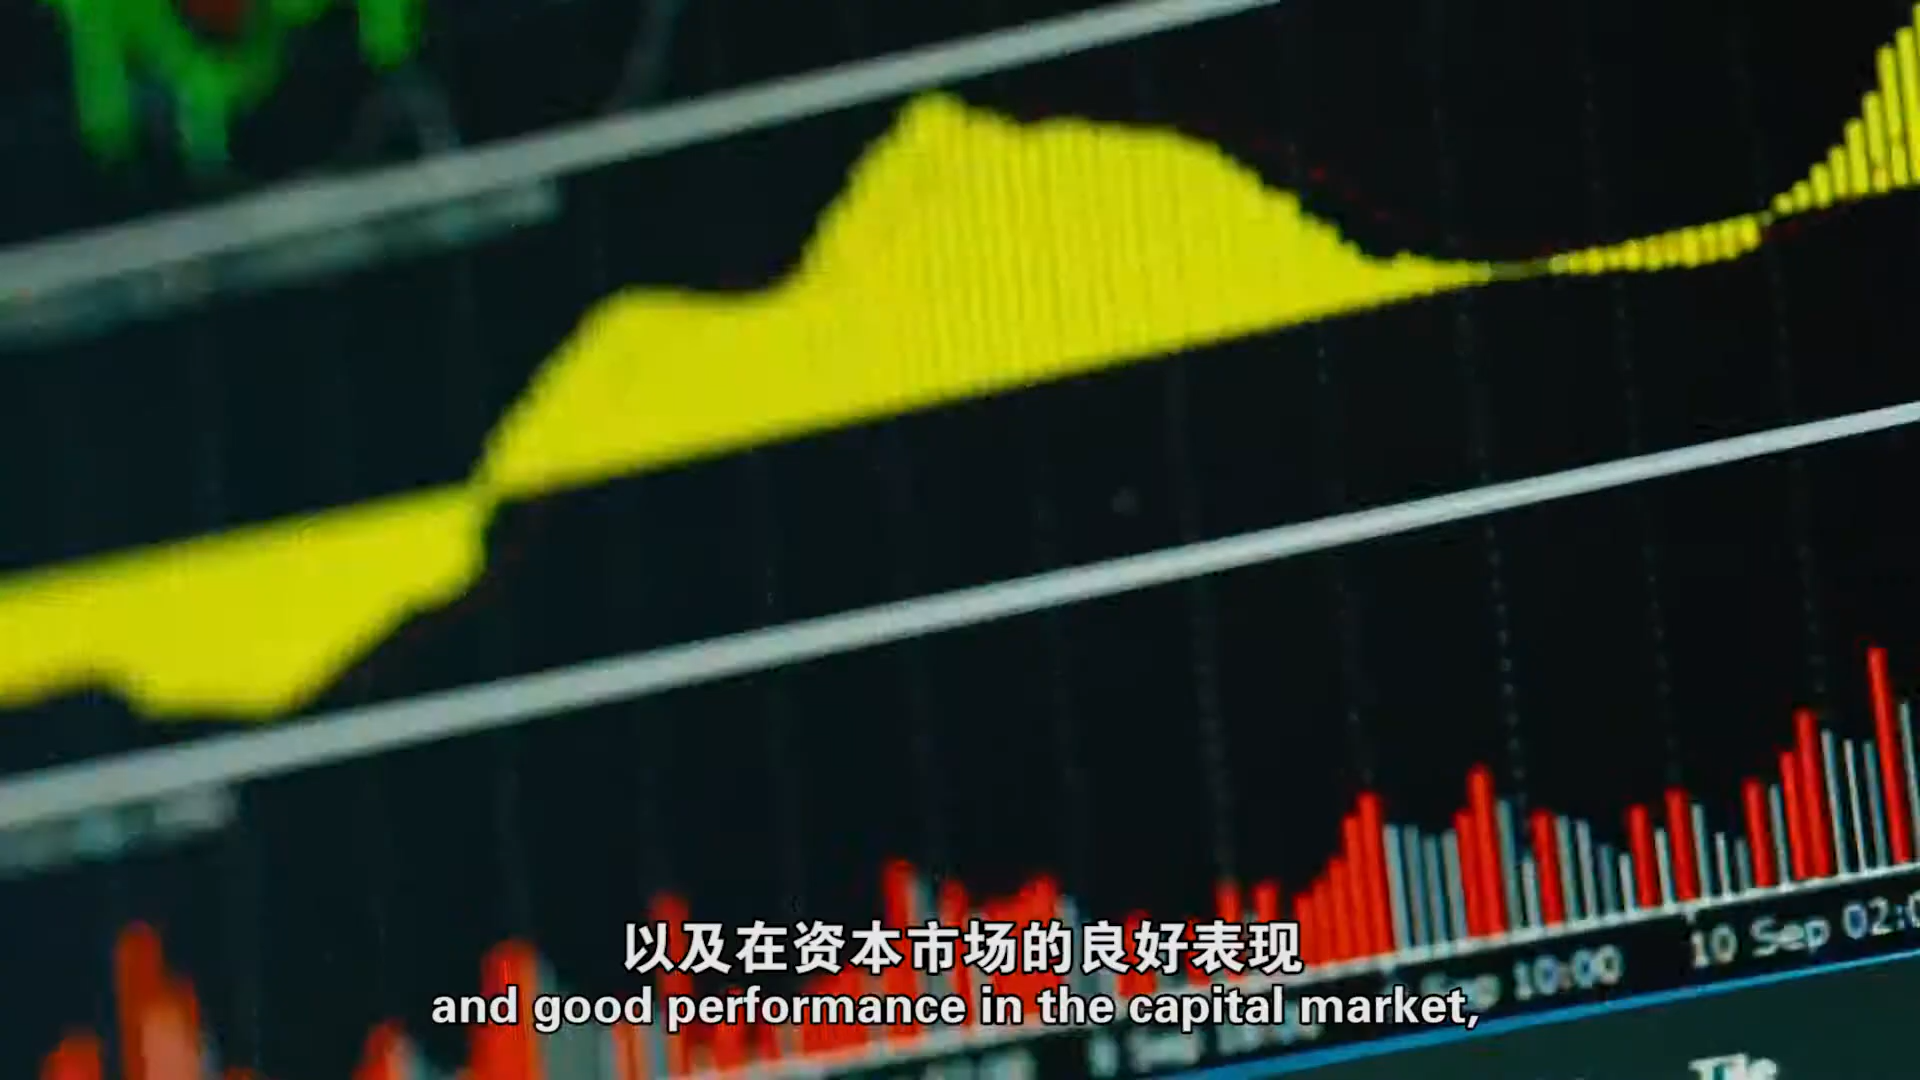 10 Sep 02:0
Sep 10:00
以及在资本市场的良好表现
and good performance in the capital market,